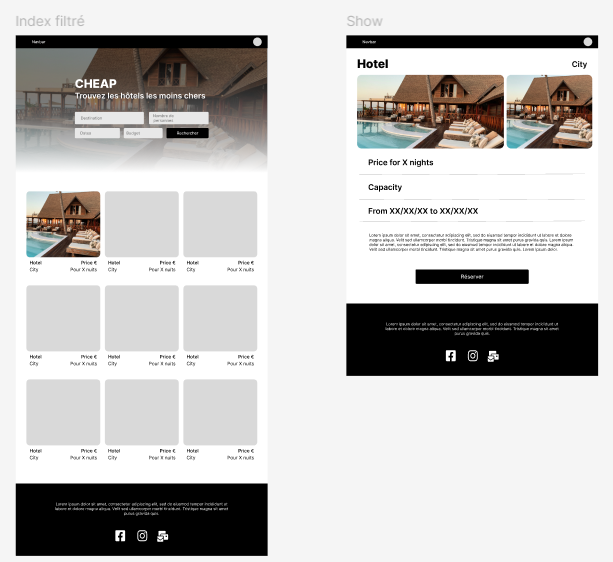 Index filtré
Navbar
CHEAP
Trouvez les hôtels les moins chers
Destination
Nombre de
personnes
Dates
Budget
Rechercher
Hotel Price €
City Pour X nuits
Hotel Price €
City Pour X nuits
Hotel Price €
City Pour X nuits
Hotel Price €
City Pour X nuits
Hotel Price €
City Pour X nuits
Hotel Price €
City Pour X nuits
Hotel Price €
City Pour X nuits
Hotel Price €
City Pour X nuits
Hotel Price €
City Pour X nuits
Lorem ipsum dolor sit amet, consectetur adipiscing elit, sed do eiusmod tempor incididunt ut
labore et dolore magna aliqua. Velit sed ullamcorper morbi tincidunt. Tristique magna sit amet
purus gravida quis.
Show
Navbar
Hotel
City
Price for X nights
Capacity
From XX/XX/XX to XX/XX/XX
Lorem ipsum dolor sit amet, consectetur adipiscing elit, sed do eiusmod tempor incididunt ut labore et dolore
magna aliqua. Velit sed ullamcorper morbi tincidunt. Tristique magna sit amet purus gravida quis. Lorem ipsum
dolor sit amet, consectetur adipiscing elit, sed do eiusmod tempor incididunt ut labore et dolore magna aliqua.
Velit sed ullamcorper morbi tincidunt. Tristique magna sit amet purus gravida quis.
Réserver
Lorem ipsum dolor sit amet, consectetur adipiscing elit, sed do eiusmod tempor incididunt ut
labore et dolore magna aliqua. Velit sed ullamcorper morbi tincidunt. Tristique magna sit amet
purus gravida quis.